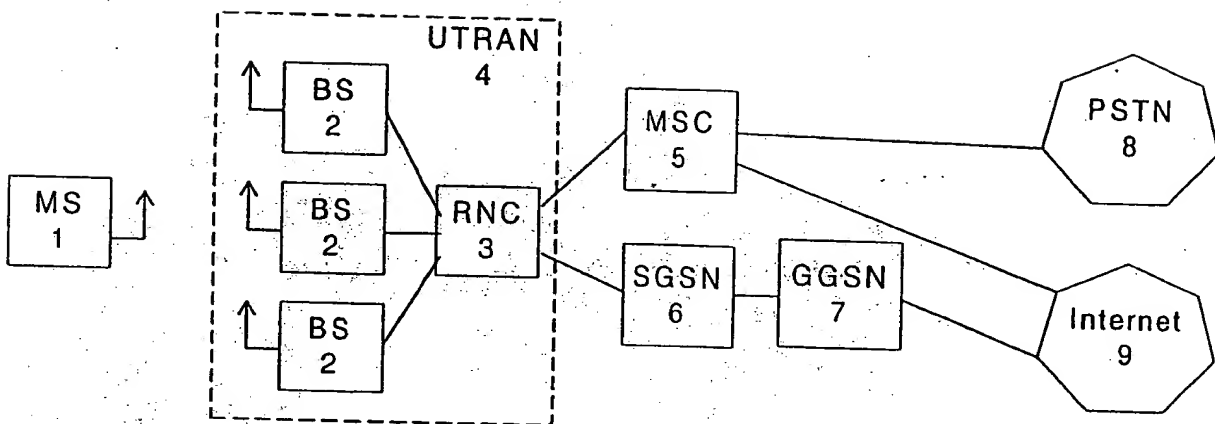 UTRAN
4
BS
2
BS
2
BS
2
MS
1
RNC
3
MSC
5
SGSN
6
GGSN
7
PSTN
8
Internet
9